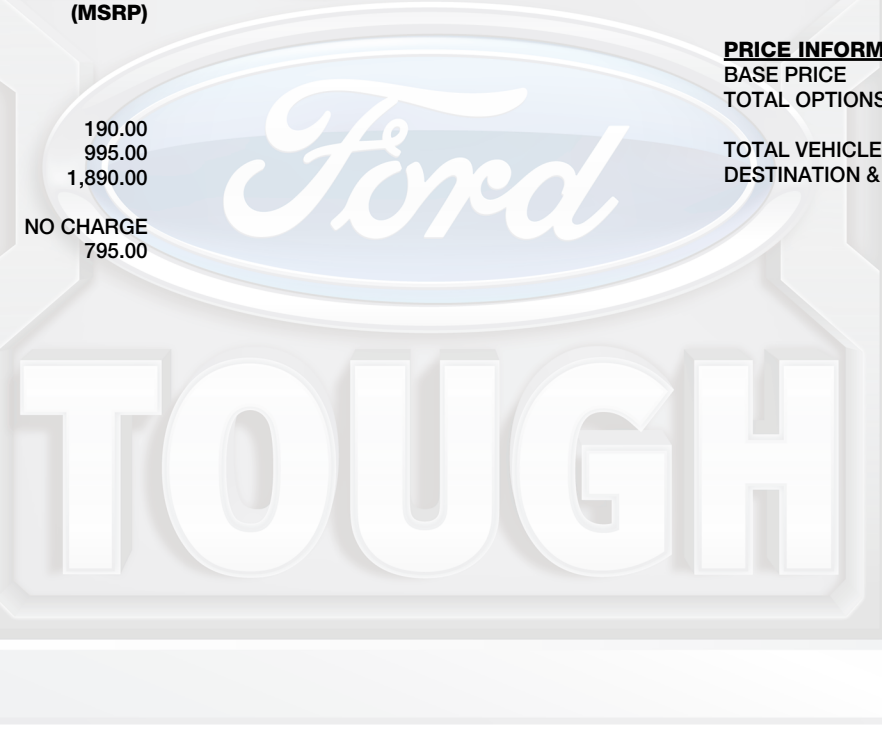 (MSRP)
190.00
995.00
1,890.00
NO CHARGE
795.00
PRICE INFORM
BASE PRICE
TOTAL OPTIONS
TOTAL VEHICLE
DESTINATION &
Ford
TOUGH